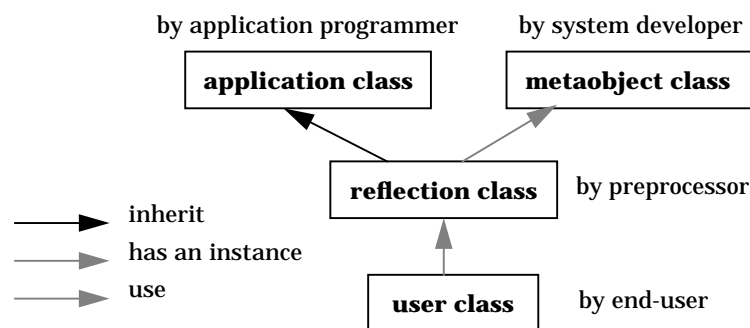 by application programmer
by system developer
application class
metaobject class
reflection class
by preprocessor
inherit
has an instance
use
user class
by end-user